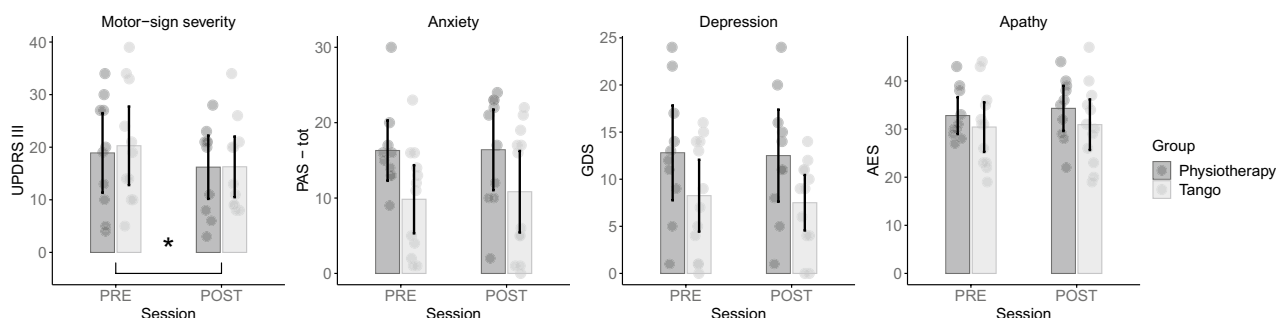 Motor−sign severity
UPDRS III
40
30
20
10
0
*
PRE
POST
Session
Anxiety
PAS − tot
30
20
10
0
PRE
POST
Session
Depression
GDS
25
20
15
10
5
0
PRE
POST
Session
Apathy
AES
40
30
20
10
0
PRE
POST
Session
Group
Physiotherapy
Tango